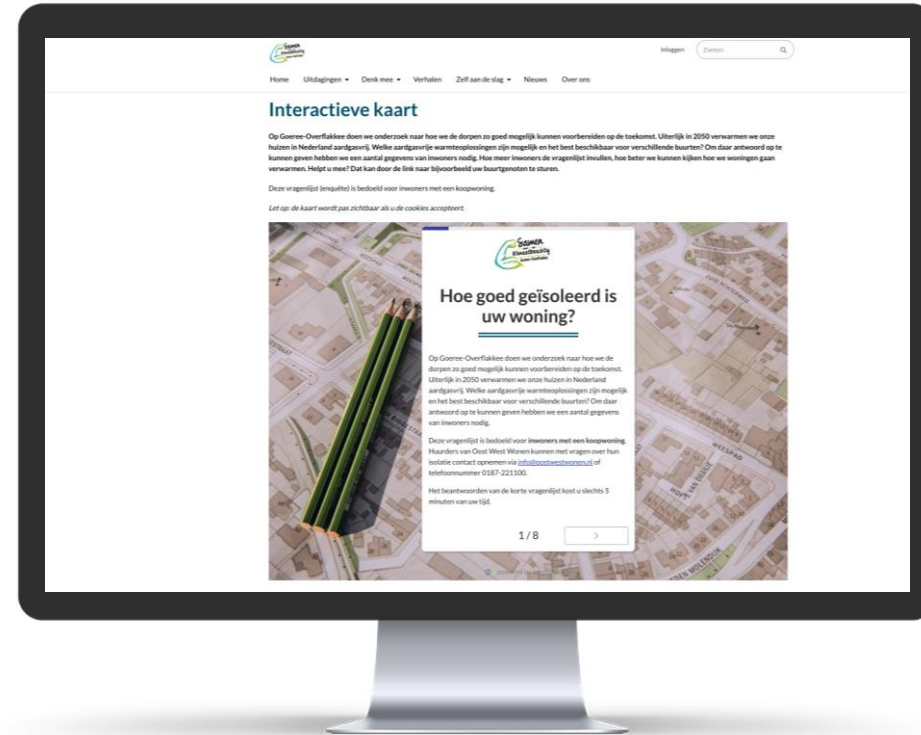 Samen
Klimaatkrachtig
Inloggen
Zoeken
Home
Uitdagingen
Denk mee
Verhalen
Zelf aan de slag
Nieuws
Over ons
Interactieve kaart
Op Goeree-Overflakkee doen we onderzoek naar hoe we de dorpen zo goed mogelijk kunnen voorbereiden op de toekomst. Uiterlijk in 2050 verwarmen we onze
huizen in Nederland aardgasvrij. Welke aardgasvrije warmteoplossingen zijn mogelijk en het best beschikbaar voor verschillende buurten? Om daar antwoord op te
kunnen geven hebben we een aantal gegevens van inwoners nodig. Hoe meer inwoners de vragenlijst invullen, hoe beter we kunnen kijken hoe we woningen gaan
verwarmen. Helpt u mee? Dat kan door de link naar bijvoorbeeld uw buurtgenoten te sturen.
Deze vragenlijst (enquête) is bedoeld voor inwoners met een koopwoning.
Let op: de kaart wordt pas zichtbaar als u de cookies accepteert.
Samen
Klimaatkrachtig
Hoe goed geïsoleerd is
uw woning?
Op Goeree-Overflakkee doen we onderzoek naar hoe we de
dorpen zo goed mogelijk kunnen voorbereiden op de toekomst.
Uiterlijk in 2050 verwarmen we onze huizen in Nederland
aardgasvrij. Welke aardgasvrije warmteoplossingen zijn mogelijk
en het best beschikbaar voor verschillende buurten? Om daar
antwoord op te kunnen geven hebben we een aantal gegevens
van inwoners nodig.
Deze vragenlijst is bedoeld voor inwoners met een koopwoning.
Huurders van Oost West Wonen kunnen met vragen over hun
isolatie contact opnemen via info@oostwestwonen.nl of
telefoonnummer 0187-221100.
Het beantwoorden van de korte vragenlijst kost u slechts 5
minuten van uw tijd.
1 / 8
WEESPAD
MOLENDIJK